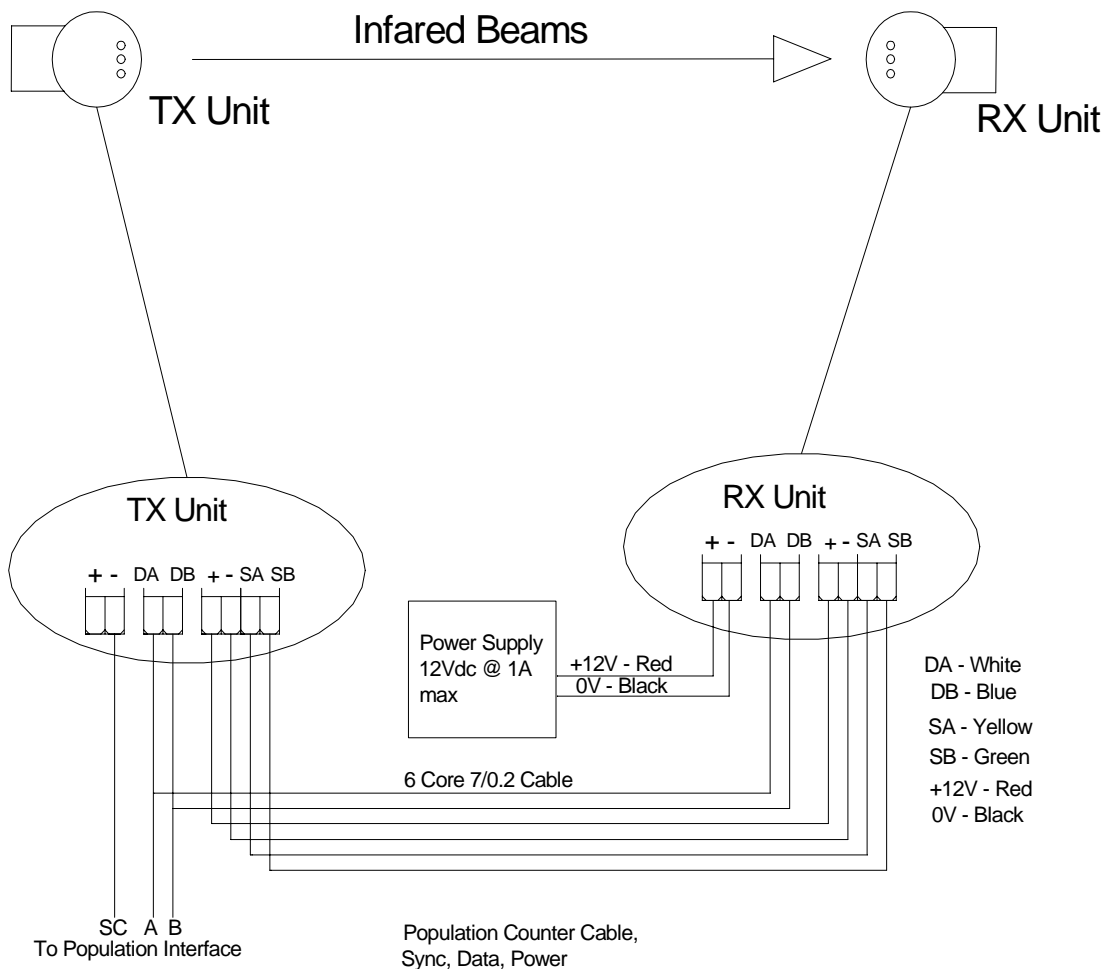 Infared Beams
TX Unit
RX Unit
TX Unit
+ - DA DB + - SA SB
RX Unit
+ - DA DB + - SA SB
Power Supply
12Vdc @ 1A
max
+12V - Red
0V - Black
DA - White
DB - Blue
SA - Yellow
SB - Green
+12V - Red
0V - Black
6 Core 7/0.2 Cable
SC A B
To Population Interface
Population Counter Cable,
Sync, Data, Power